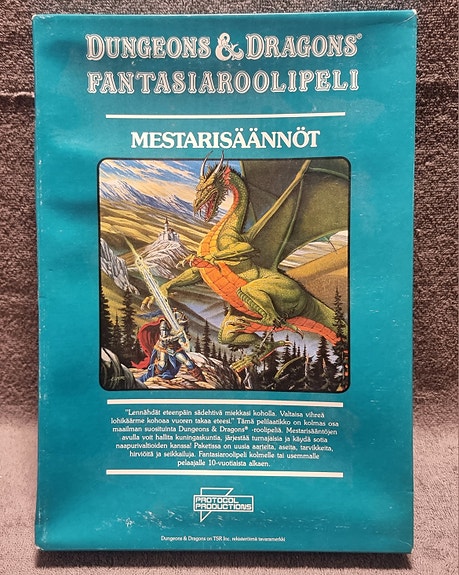 DUNGEONS & DRAGONS®
FANTASIAROOLIPELI
MESTARISÄÄNNÖT
"Lennähdät eteenpäin sädehtivä miekkasi koholla. Valtaisa vihreä
lohikäärme kohoaa vuoren takaa eteesi." Tämä pelilaatikko on kolmas osa
maailman suosituinta Dungeons & Dragons® -roolipeliä. Mestarisääntöjen
avulla voit hallita kuningaskuntia, järjestää turnajaisia ja käydä sotia
naapurivaltioiden kanssa! Paketissa on uusia aarteita, aseita, tarvikkeita,
hirviöitä ja seikkailuja. Fantasiaroolipeli kolmelle tai usemmalle
pelaajalle 10-vuotiaista alkaen.
PROTOCOL
PRODUCTIONS
Dungeons & Dragons on TSR Inc. rekisteröimä tavaramerkki